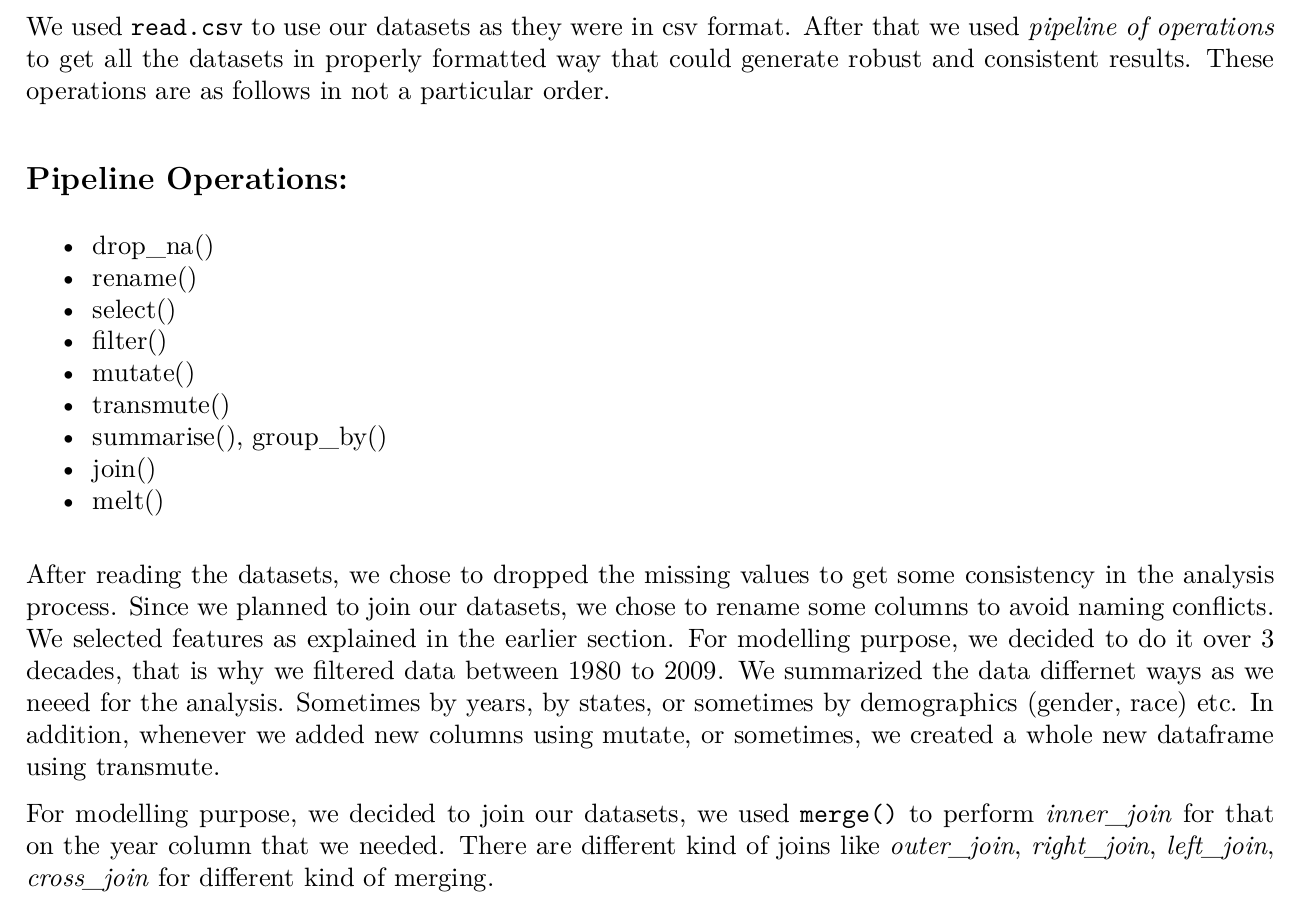 We used read.csv to use our datasets as they were in csv format. After that we used pipeline of operations
to get all the datasets in properly formatted way that could generate robust and consistent results. These
operations are as follows in not a particular order.
Pipeline Operations:
• drop_na()
• rename()
• select()
• filter()
• mutate()
• transmute()
• summarise(), group_by()
• join()
• melt()
After reading the datasets, we chose to dropped the missing values to get some consistency in the analysis
process. Since we planned to join our datasets, we chose to rename some columns to avoid naming conflicts.
We selected features as explained in the earlier section. For modelling purpose, we decided to do it over 3
decades, that is why we filtered data between 1980 to 2009. We summarized the data differnet ways as we
neeed for the analysis. Sometimes by years, by states, or sometimes by demographics (gender, race) etc. In
addition, whenever we added new columns using mutate, or sometimes, we created a whole new dataframe
using transmute.
For modelling purpose, we decided to join our datasets, we used merge() to perform inner_join for that
on the year column that we needed. There are different kind of joins like outer_join, right_join, left_join,
cross_join for different kind of merging.